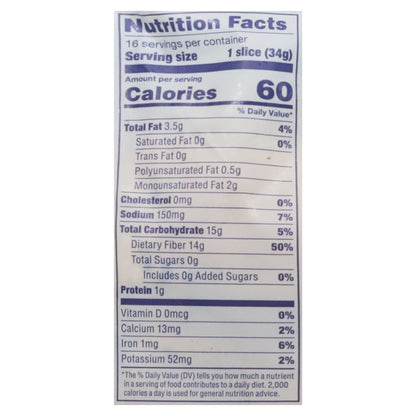 Nutrition Facts
16 servings per container
Serving size 1 slice (34g)
Amount per serving
Calories 60
% Daily Value*
Total Fat 3.5g 4%
Saturated Fat 0g 0%
Trans Fat 0g
Polyunsaturated Fat 0.5g
Monounsaturated Fat 2g
Cholesterol 0mg 0%
Sodium 150mg 7%
Total Carbohydrate 15g 5%
Dietary Fiber 14g 50%
Total Sugars 0g
Includes 0g Added Sugars 0%
Protein 1g
Vitamin D 0mcg 0%
Calcium 13mg 2%
Iron 1mg 6%
Potassium 52mg 2%
*The % Daily Value (DV) tells you how much a nutrient
in a serving of food contributes to a daily diet. 2,000
calories a day is used for general nutrition advice.